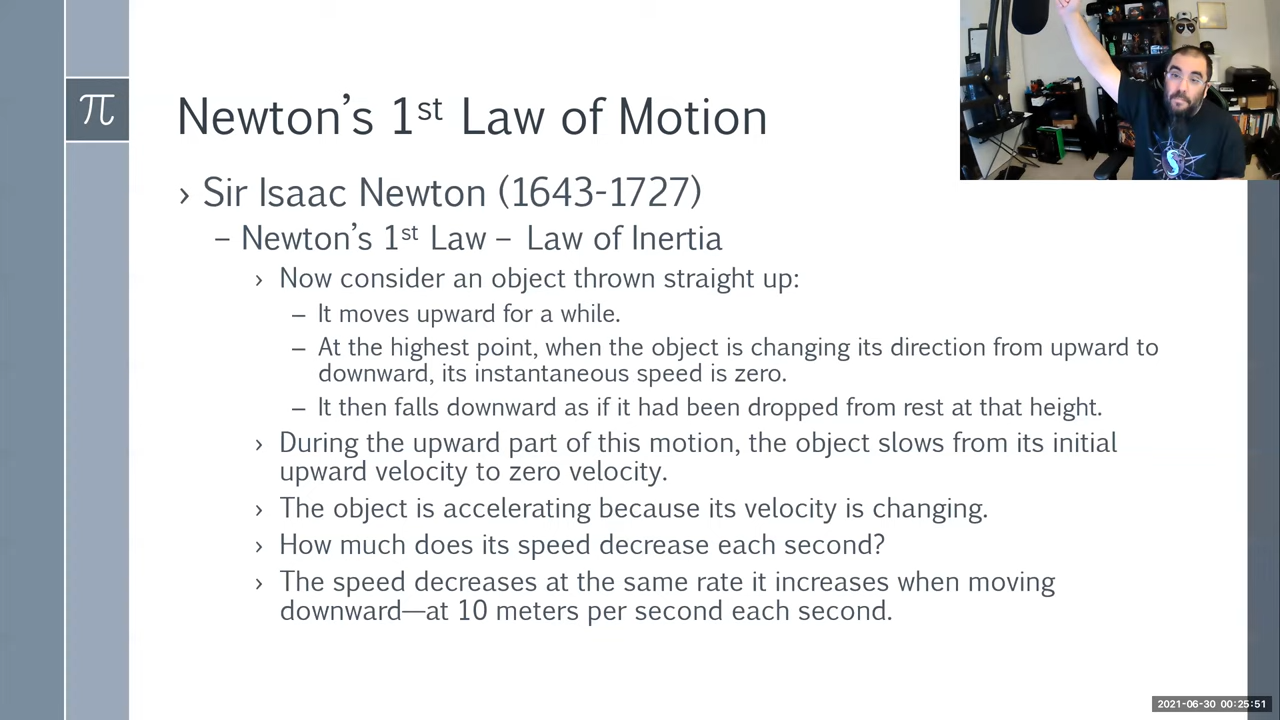 π
Newton’s 1st Law of Motion
› Sir Isaac Newton (1643-1727)
– Newton’s 1st Law – Law of Inertia
› Now consider an object thrown straight up:
– It moves upward for a while.
– At the highest point, when the object is changing its direction from upward to
downward, its instantaneous speed is zero.
– It then falls downward as if it had been dropped from rest at that height.
› During the upward part of this motion, the object slows from its initial
upward velocity to zero velocity.
› The object is accelerating because its velocity is changing.
› How much does its speed decrease each second?
› The speed decreases at the same rate it increases when moving
downward—at 10 meters per second each second.
2021-06-30 00:25:51